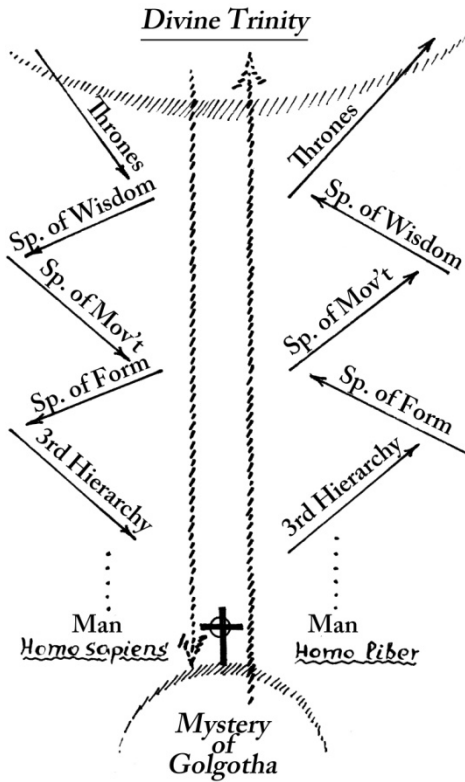 Divine Trinity
Thrones
Sp. of Wisdom
Sp. of Mov't
Sp. of Form
3rd Hierarchy
Man
Homo sapiens
Thrones
Sp. of Wisdom
Sp. of Mov't
Sp. of Form
3rd Hierarchy
Man
Homo liber
Mystery
of
Golgotha